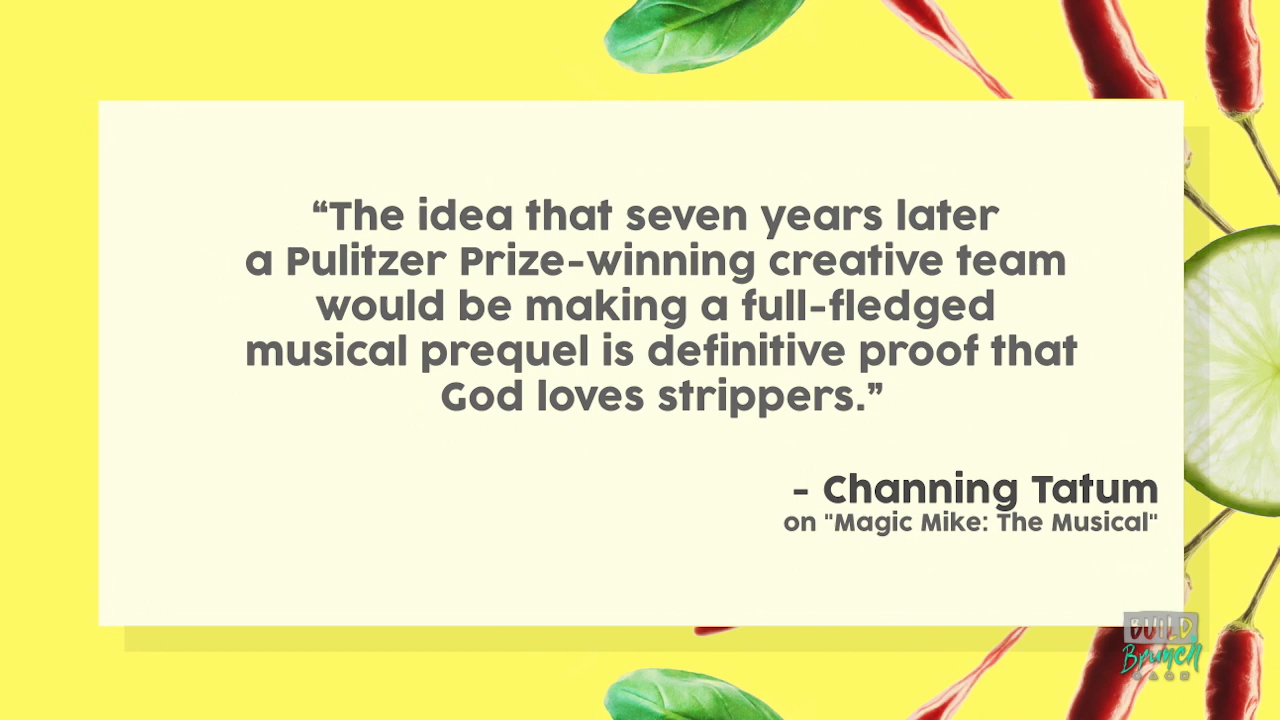 “The idea that seven years later
a Pulitzer Prize-winning creative team
would be making a full-fledged
musical prequel is definitive proof that
God loves strippers.”
- Channing Tatum
on "Magic Mike: The Musical"
BUILD
Brunch